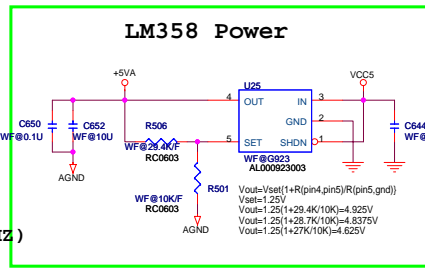 LM358 Power
+5VA
U25
VCC5
4 OUT IN 3
GND 2
5 SET SHDN 1
C650
WF@0.1U
C652
WF@10U
R506
WF@29.4K/F
RC0603
WF@G923
AL000923003
C644
AGND
R501
WF@10K/F
RC0603
AGND
Vout=Vset{1+R(pin4,pin5)/R(pin5,gnd)}
Vset=1.25V
Vout=1.25(1+29.4K/10K)=4.925V
Vout=1.25(1+28.7K/10K)=4.8375V
Vout=1.25(1+27K/10K)=4.625V